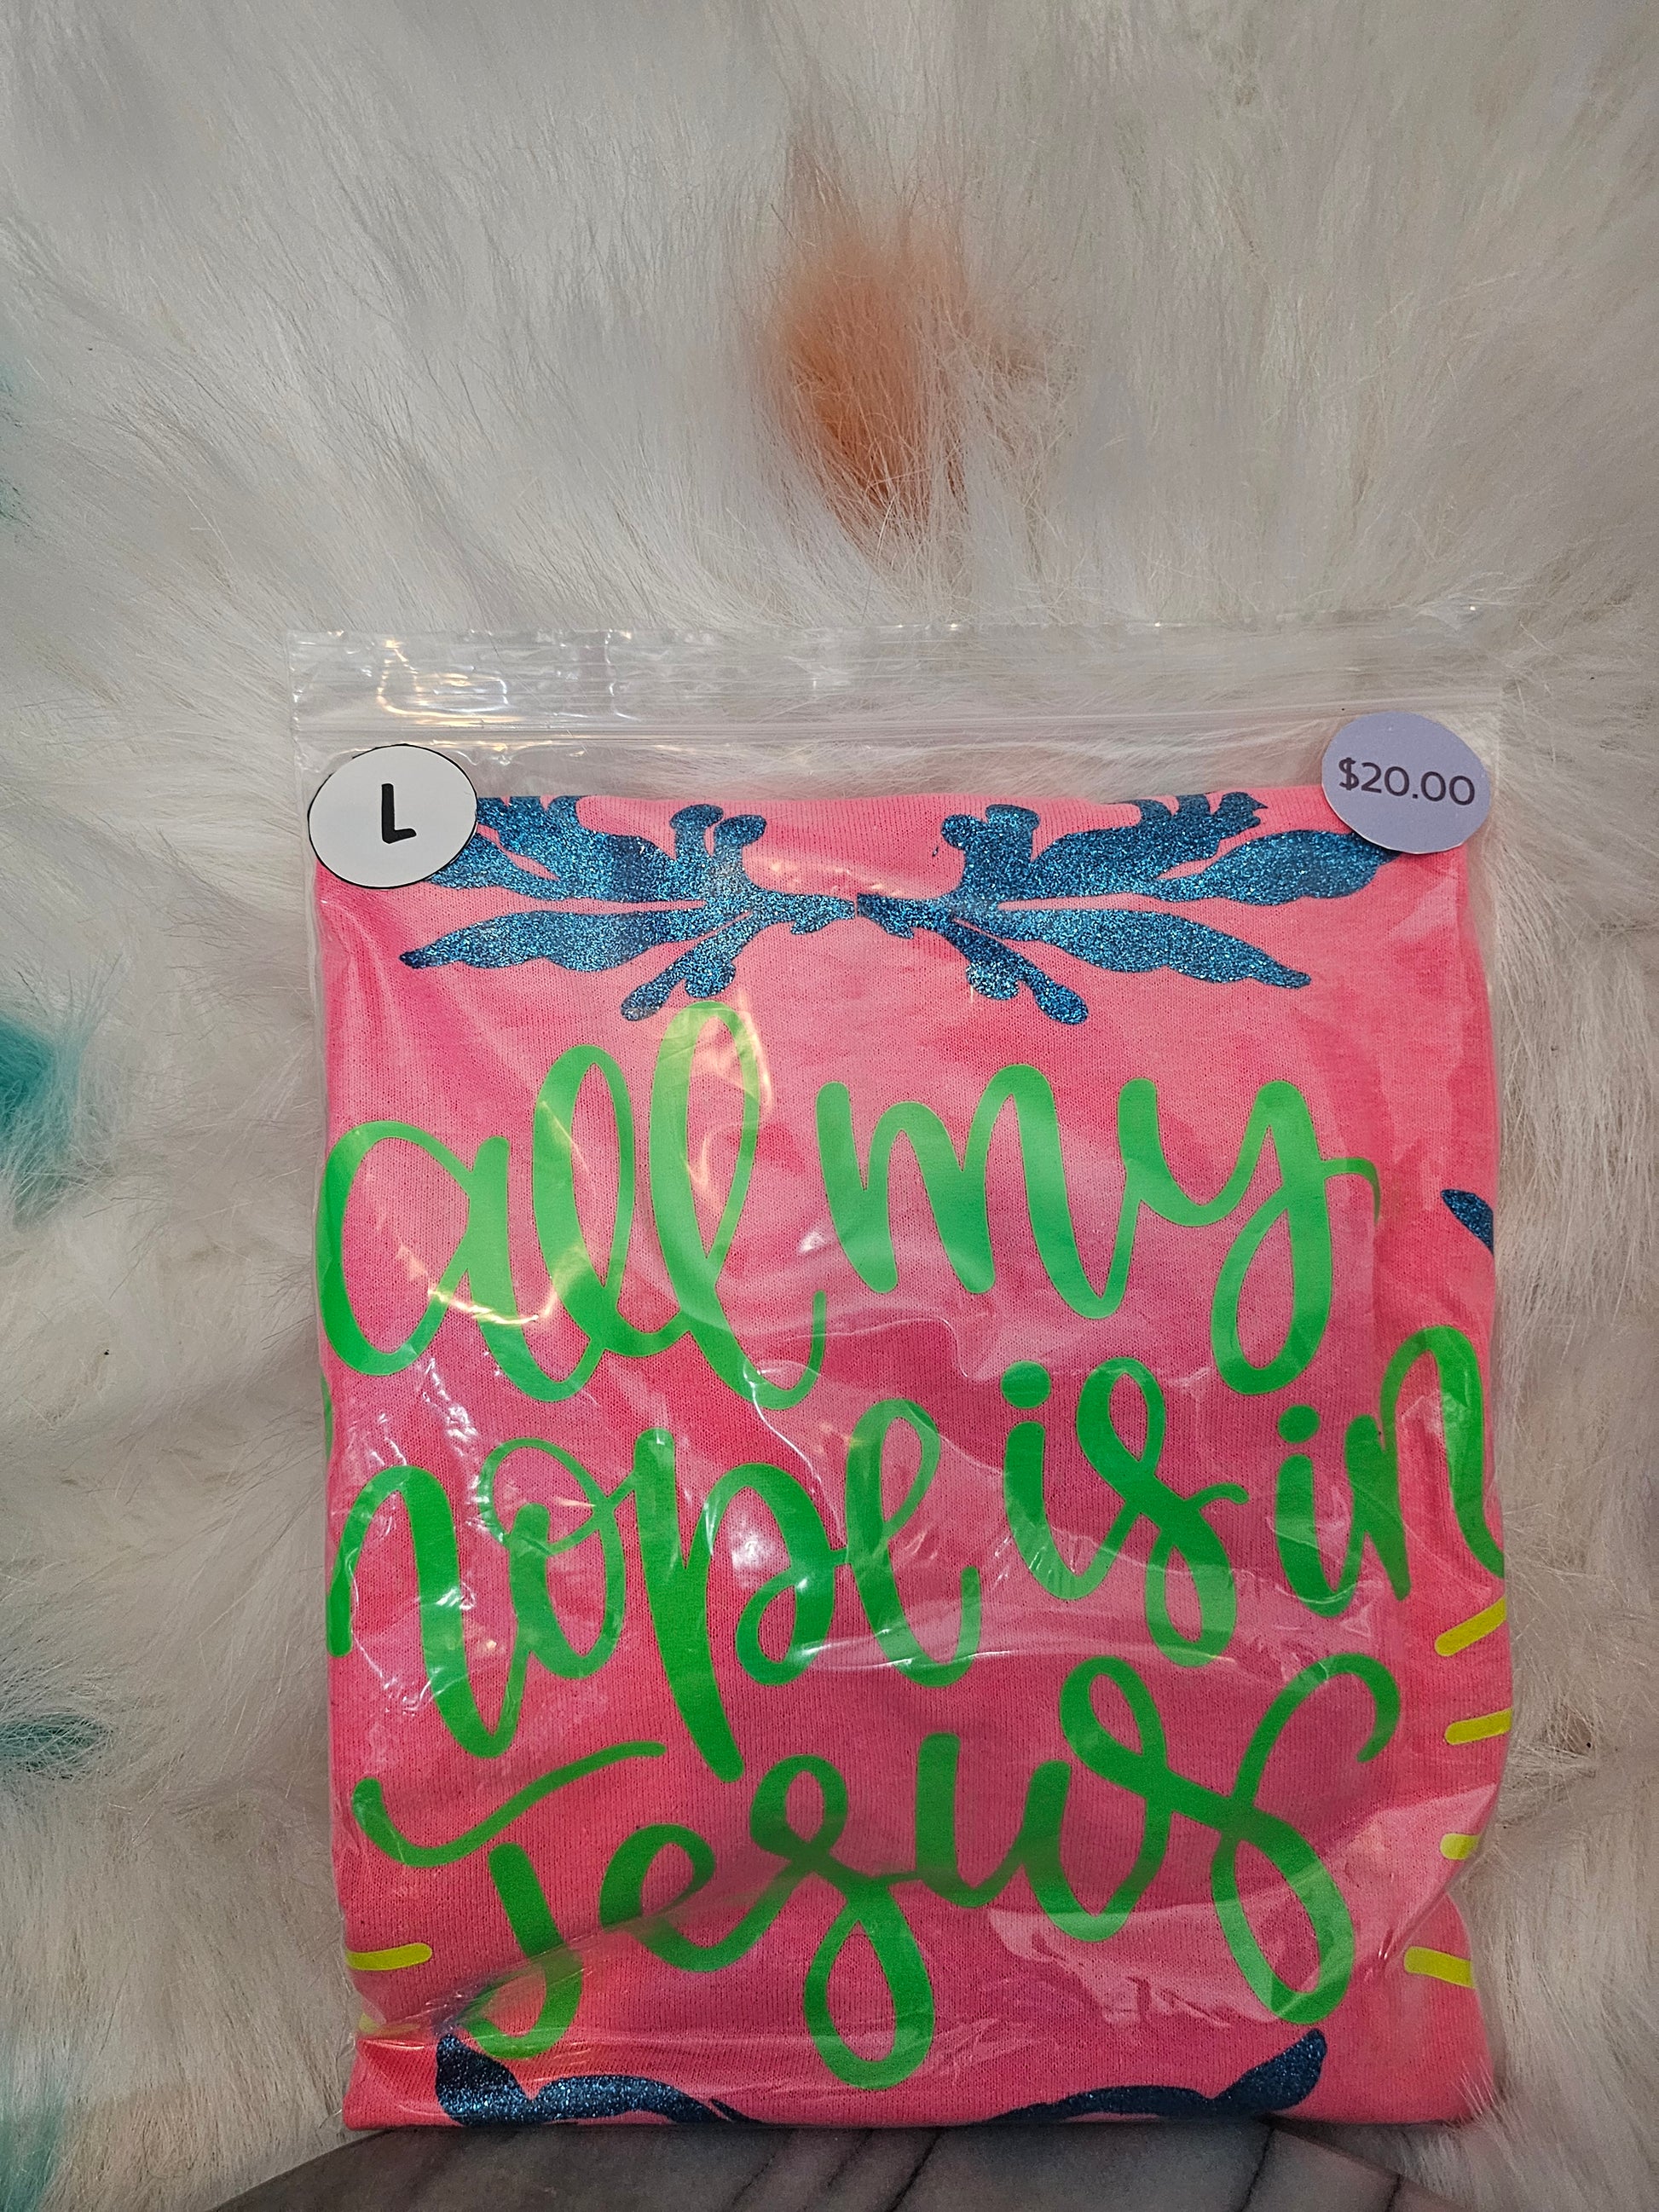 L
$20.00
all my
hope is in
Jesus